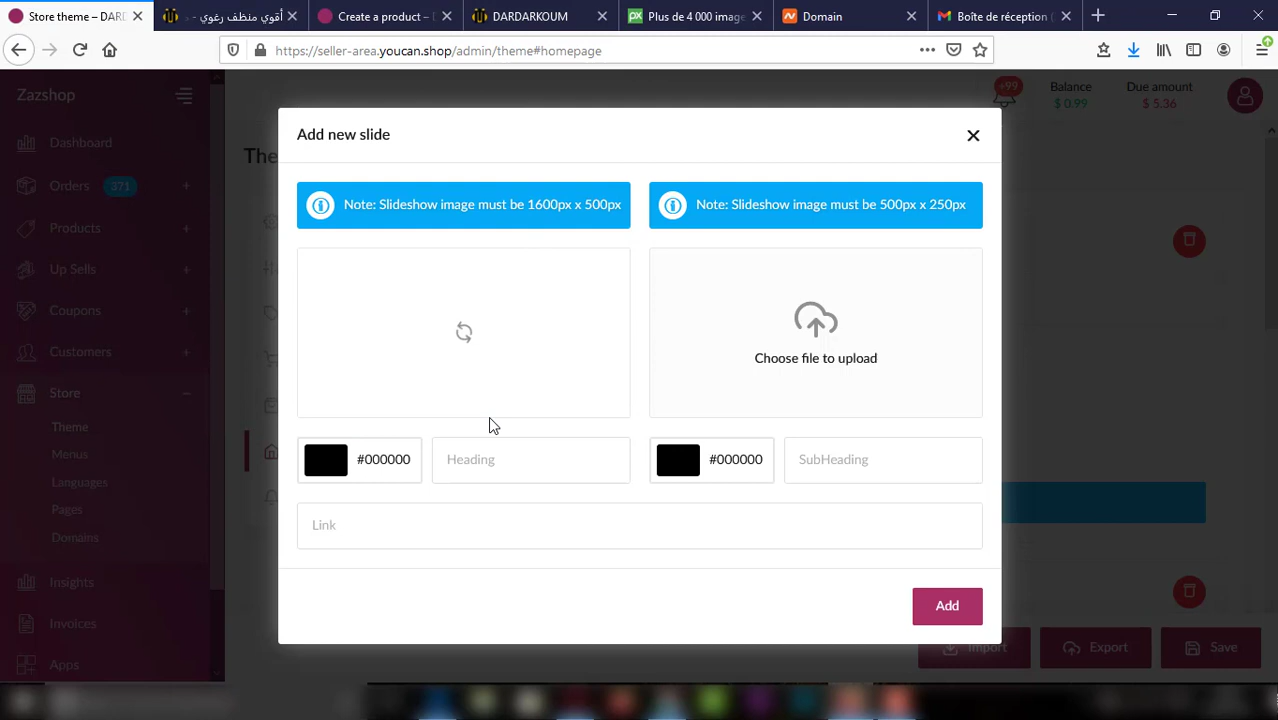 Store theme – DARD
أقوي منظف رغوي - د
Create a product –
DARDARKOUM
Plus de 4 000 image
Domain
Boîte de réception (
https://seller-area.youcan.shop/admin/theme#homepage
Zazshop
+99
Balance
$ 0.99
Due amount
$ 5.36
Dashboard
Orders 371
Products
Up Sells
Coupons
Customers
Store
Theme
Menus
Languages
Pages
Domains
Insights
Invoices
Apps
The
Add new slide
Note: Slideshow image must be 1600px x 500px
Note: Slideshow image must be 500px x 250px
Choose file to upload
#000000
Heading
#000000
SubHeading
Link
Add
Import
Export
Save